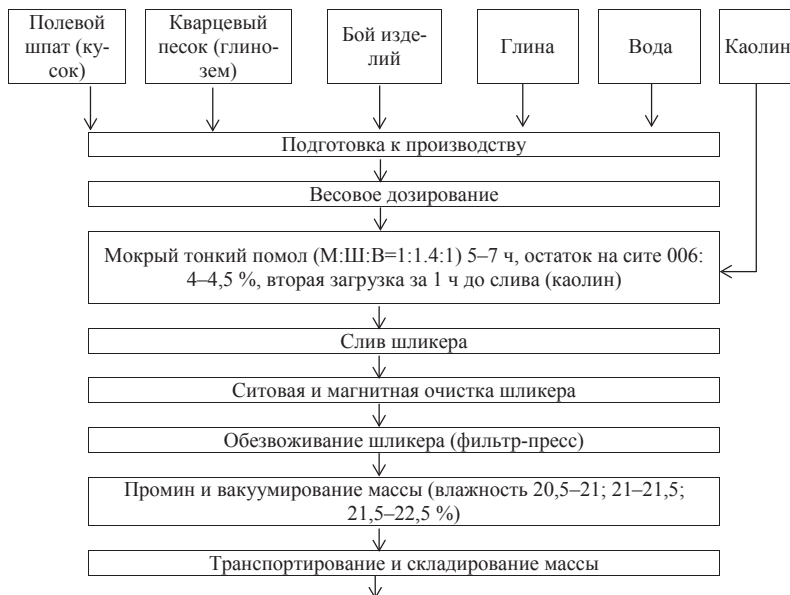 Полевой
шпат (ку-
сок)
Кварцевый
песок (глино-
зем)
Бой изде-
лий
Глина
Вода
Каолин
Подготовка к производству
Весовое дозирование
Мокрый тонкий помол (М:Ш:В=1:1.4:1) 5–7 ч, остаток на сите 006:
4–4,5 %, вторая загрузка за 1 ч до слива (каолин)
Слив шликера
Ситовая и магнитная очистка шликера
Обезвоживание шликера (фильтр-пресс)
Промин и вакуумирование массы (влажность 20,5–21; 21–21,5;
21,5–22,5 %)
Транспортирование и складирование массы